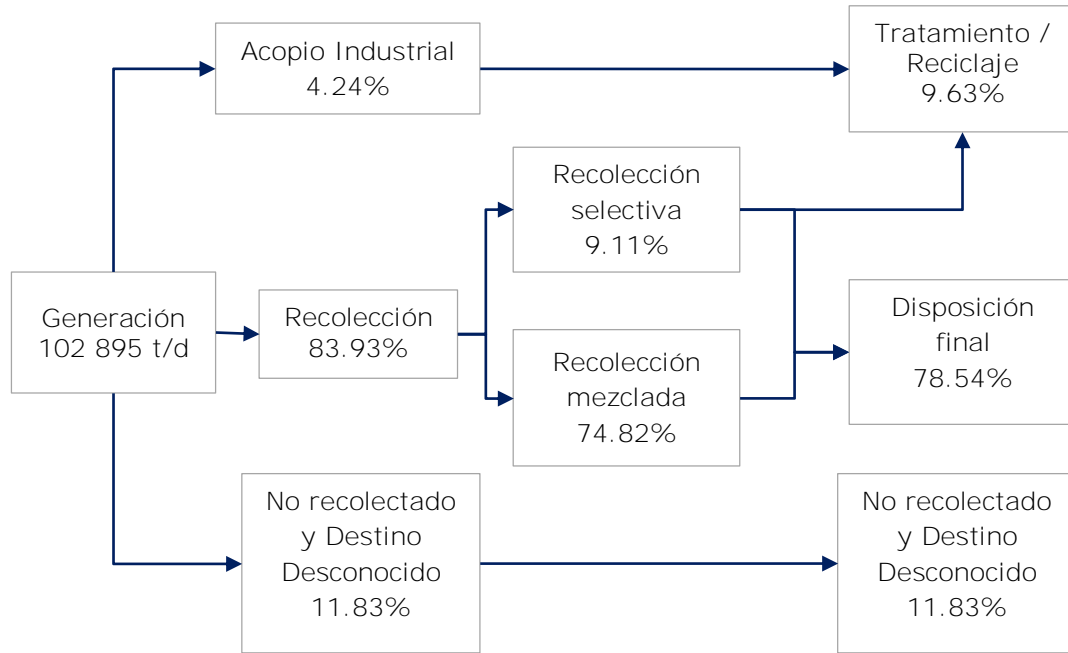 Acopio Industrial
4.24%
Tratamiento /
Reciclaje
9.63%
Recolección
selectiva
9.11%
Generación
102 895 t/d
Recolección
83.93%
Recolección
mezclada
74.82%
Disposición
final
78.54%
No recolectado
y Destino
Desconocido
11.83%
No recolectado
y Destino
Desconocido
11.83%